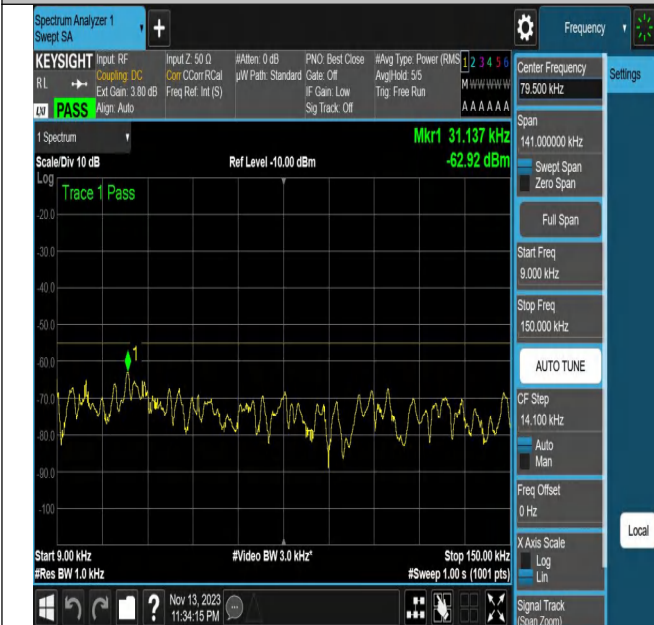 Spectrum Analyzer 1
Swept SA
+
Frequency
KEYSIGHT
RL
LXI
PASS
Input: RF
Coupling: DC
Ext Gain: 3.80 dB
Align: Auto
Input Z: 50 Ω
Corr CCorr RCal
Freq Ref: Int (S)
#Atten: 0 dB
µW Path: Standard
PNO: Best Close
Gate: Off
IF Gain: Low
Sig Track: Off
#Avg Type: Power (RMS
Avg|Hold: 5/5
Trig: Free Run
1 2 3 4 5 6
M W W W W W
A A A A A A
1 Spectrum
Scale/Div 10 dB
Ref Level -10.00 dBm
Mkr1 31.137 kHz
-62.92 dBm
Log
Trace 1 Pass
-20.0
-30.0
-40.0
-50.0
-60.0
-70.0
-80.0
-90.0
-100
1
Start 9.00 kHz
#Res BW 1.0 kHz
#Video BW 3.0 kHz*
Stop 150.00 kHz
#Sweep 1.00 s (1001 pts)
?
Nov 13, 2023
11:34:15 PM
Center Frequency
79.500 kHz
Settings
Span
141.000000 kHz
Swept Span
Zero Span
Full Span
Start Freq
9.000 kHz
Stop Freq
150.000 kHz
AUTO TUNE
CF Step
14.100 kHz
Auto
Man
Freq Offset
0 Hz
X Axis Scale
Log
Lin
Local
Signal Track
(Span Zoom)